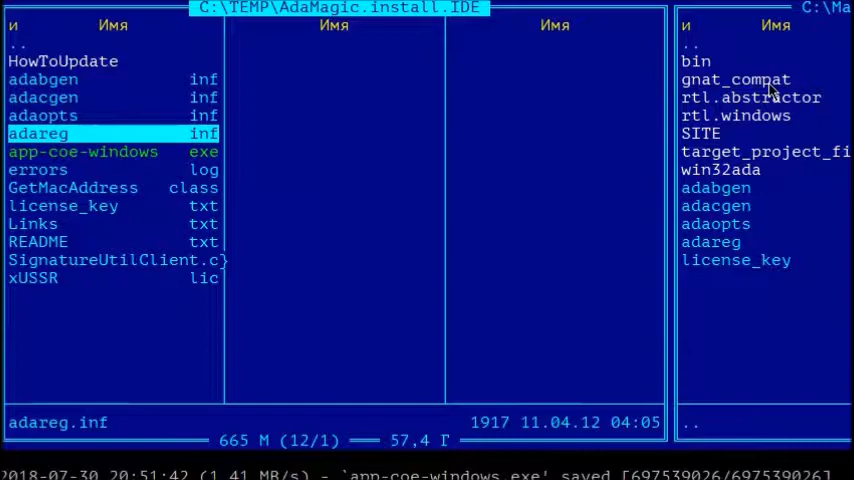 C:\TEMP\AdaMagic.install.IDE
C:\Ma
и Имя Имя Имя
и Имя
..
HowToUpdate
adabgen inf
adacgen inf
adaopts inf
adareg inf
app-coe-windows exe
errors log
GetMacAddress class
license_key txt
Links txt
README txt
SignatureUtilClient.c}
xUSSR lic
..
bin
gnat_compat
rtl.abstractor
rtl.windows
SITE
target_project_fi
win32ada
adabgen
adacgen
adaopts
adareg
license_key
adareg.inf 1917 11.04.12 04:05
..
665 М (12/1) 57,4 Г
2018-07-30 20:51:42 (1.41 MB/s) - `app-coe-windows.exe' saved [697539026/697539026]